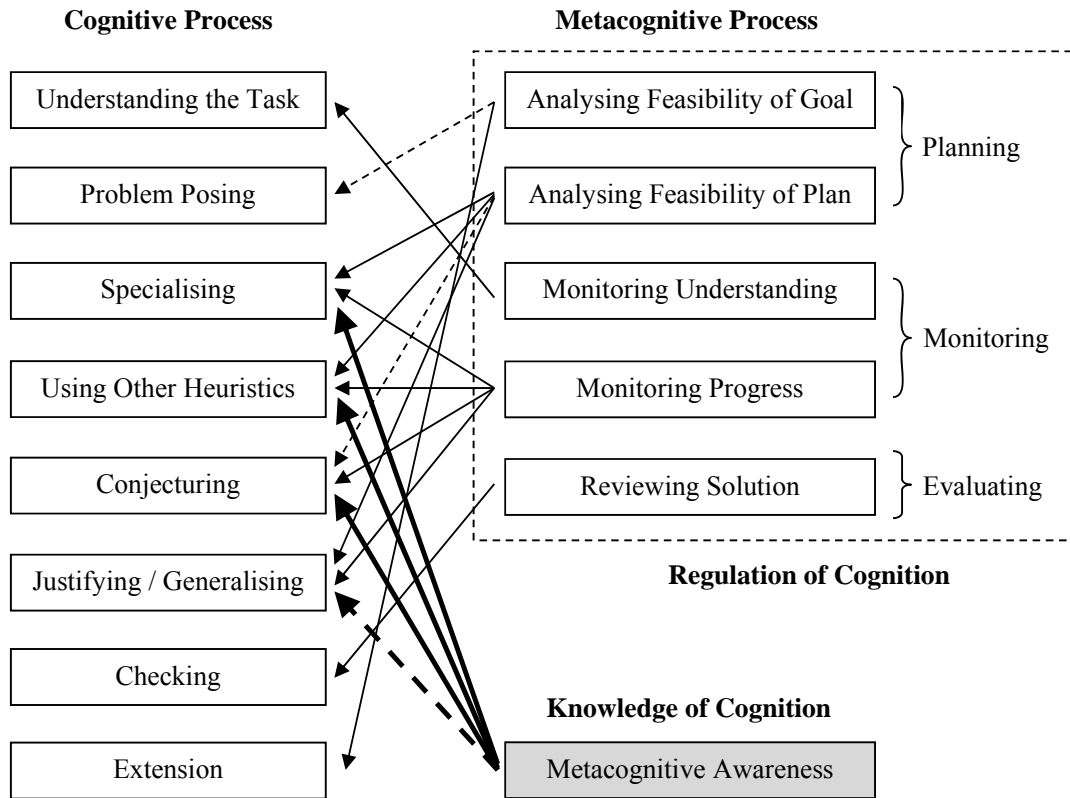 Cognitive Process
Metacognitive Process
Understanding the Task
Analysing Feasibility of Goal
Planning
Problem Posing
Analysing Feasibility of Plan
Specialising
Monitoring Understanding
Monitoring
Using Other Heuristics
Monitoring Progress
Conjecturing
Reviewing Solution
Evaluating
Justifying / Generalising
Regulation of Cognition
Checking
Knowledge of Cognition
Extension
Metacognitive Awareness